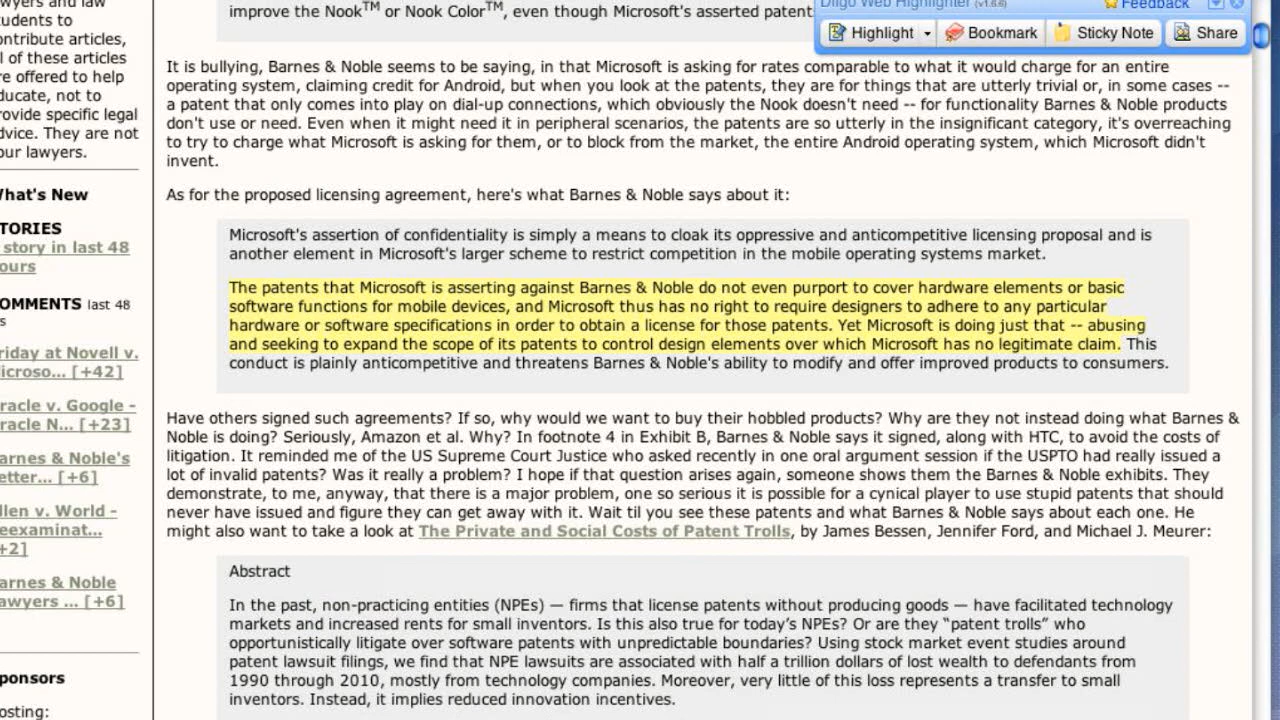 improve the Nook™ or Nook Color™, even though Microsoft's asserted patent
Diigo Web Highlighter (v1.6.6)
Feedback
Highlight
Bookmark
Sticky Note
Share
wyers and law
students to
ontribute articles,
l of these articles
re offered to help
ducate, not to
provide specific legal
dvice. They are not
our lawyers.
What's New
TORIES
story in last 48
ours
OMMENTS last 48
s
riday at Novell v.
icroso... [+42]
racle v. Google -
racle N... [+23]
arnes & Noble's
etter... [+6]
llen v. World -
eexaminat...
+2]
arnes & Noble
awyers ... [+6]
ponsors
osting:
It is bullying, Barnes & Noble seems to be saying, in that Microsoft is asking for rates comparable to what it would charge for an entire
operating system, claiming credit for Android, but when you look at the patents, they are for things that are utterly trivial or, in some cases --
a patent that only comes into play on dial-up connections, which obviously the Nook doesn't need -- for functionality Barnes & Noble products
don't use or need. Even when it might need it in peripheral scenarios, the patents are so utterly in the insignificant category, it's overreaching
to try to charge what Microsoft is asking for them, or to block from the market, the entire Android operating system, which Microsoft didn't
invent.
As for the proposed licensing agreement, here's what Barnes & Noble says about it:
Microsoft's assertion of confidentiality is simply a means to cloak its oppressive and anticompetitive licensing proposal and is
another element in Microsoft's larger scheme to restrict competition in the mobile operating systems market.
The patents that Microsoft is asserting against Barnes & Noble do not even purport to cover hardware elements or basic
software functions for mobile devices, and Microsoft thus has no right to require designers to adhere to any particular
hardware or software specifications in order to obtain a license for those patents. Yet Microsoft is doing just that -- abusing
and seeking to expand the scope of its patents to control design elements over which Microsoft has no legitimate claim. This
conduct is plainly anticompetitive and threatens Barnes & Noble's ability to modify and offer improved products to consumers.
Have others signed such agreements? If so, why would we want to buy their hobbled products? Why are they not instead doing what Barnes &
Noble is doing? Seriously, Amazon et al. Why? In footnote 4 in Exhibit B, Barnes & Noble says it signed, along with HTC, to avoid the costs of
litigation. It reminded me of the US Supreme Court Justice who asked recently in one oral argument session if the USPTO had really issued a
lot of invalid patents? Was it really a problem? I hope if that question arises again, someone shows them the Barnes & Noble exhibits. They
demonstrate, to me, anyway, that there is a major problem, one so serious it is possible for a cynical player to use stupid patents that should
never have issued and figure they can get away with it. Wait til you see these patents and what Barnes & Noble says about each one. He
might also want to take a look at The Private and Social Costs of Patent Trolls, by James Bessen, Jennifer Ford, and Michael J. Meurer:
Abstract
In the past, non-practicing entities (NPEs) — firms that license patents without producing goods — have facilitated technology
markets and increased rents for small inventors. Is this also true for today's NPEs? Or are they “patent trolls” who
opportunistically litigate over software patents with unpredictable boundaries? Using stock market event studies around
patent lawsuit filings, we find that NPE lawsuits are associated with half a trillion dollars of lost wealth to defendants from
1990 through 2010, mostly from technology companies. Moreover, very little of this loss represents a transfer to small
inventors. Instead, it implies reduced innovation incentives.